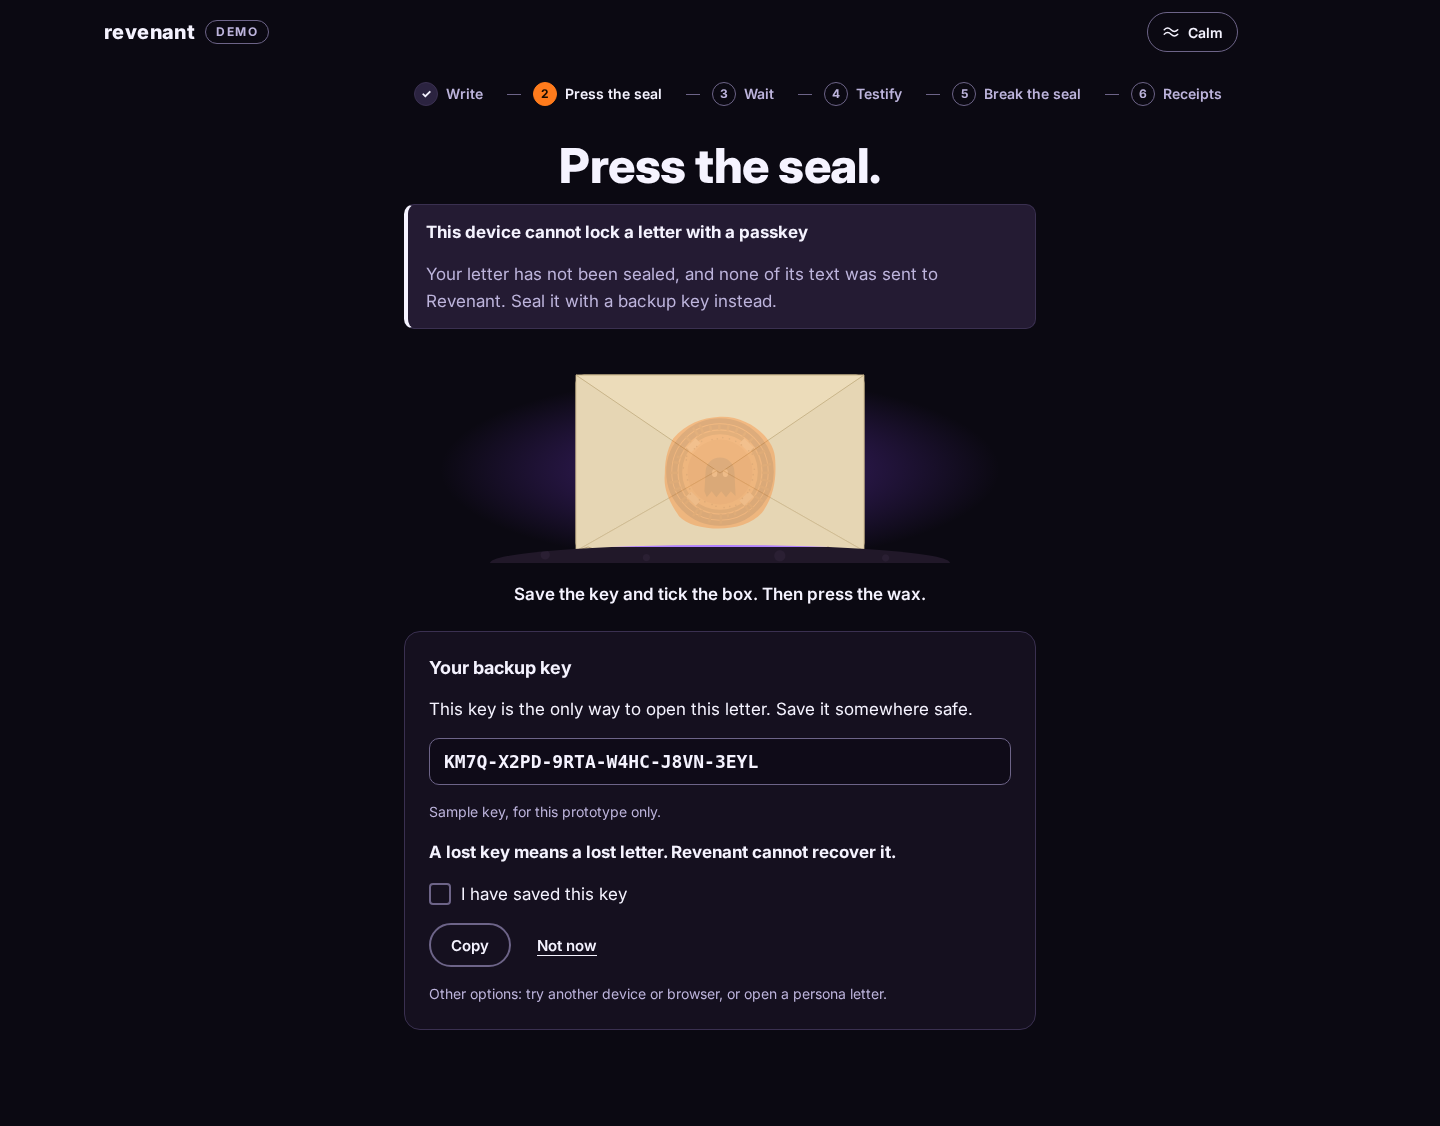 revenant DEMO
Calm
Write
2 Press the seal
3 Wait
4 Testify
5 Break the seal
6 Receipts
Press the seal.
This device cannot lock a letter with a passkey
Your letter has not been sealed, and none of its text was sent to
Revenant. Seal it with a backup key instead.
Save the key and tick the box. Then press the wax.
Your backup key
This key is the only way to open this letter. Save it somewhere safe.
KM7Q-X2PD-9RTA-W4HC-J8VN-3EYL
Sample key, for this prototype only.
A lost key means a lost letter. Revenant cannot recover it.
I have saved this key
Copy
Not now
Other options: try another device or browser, or open a persona letter.